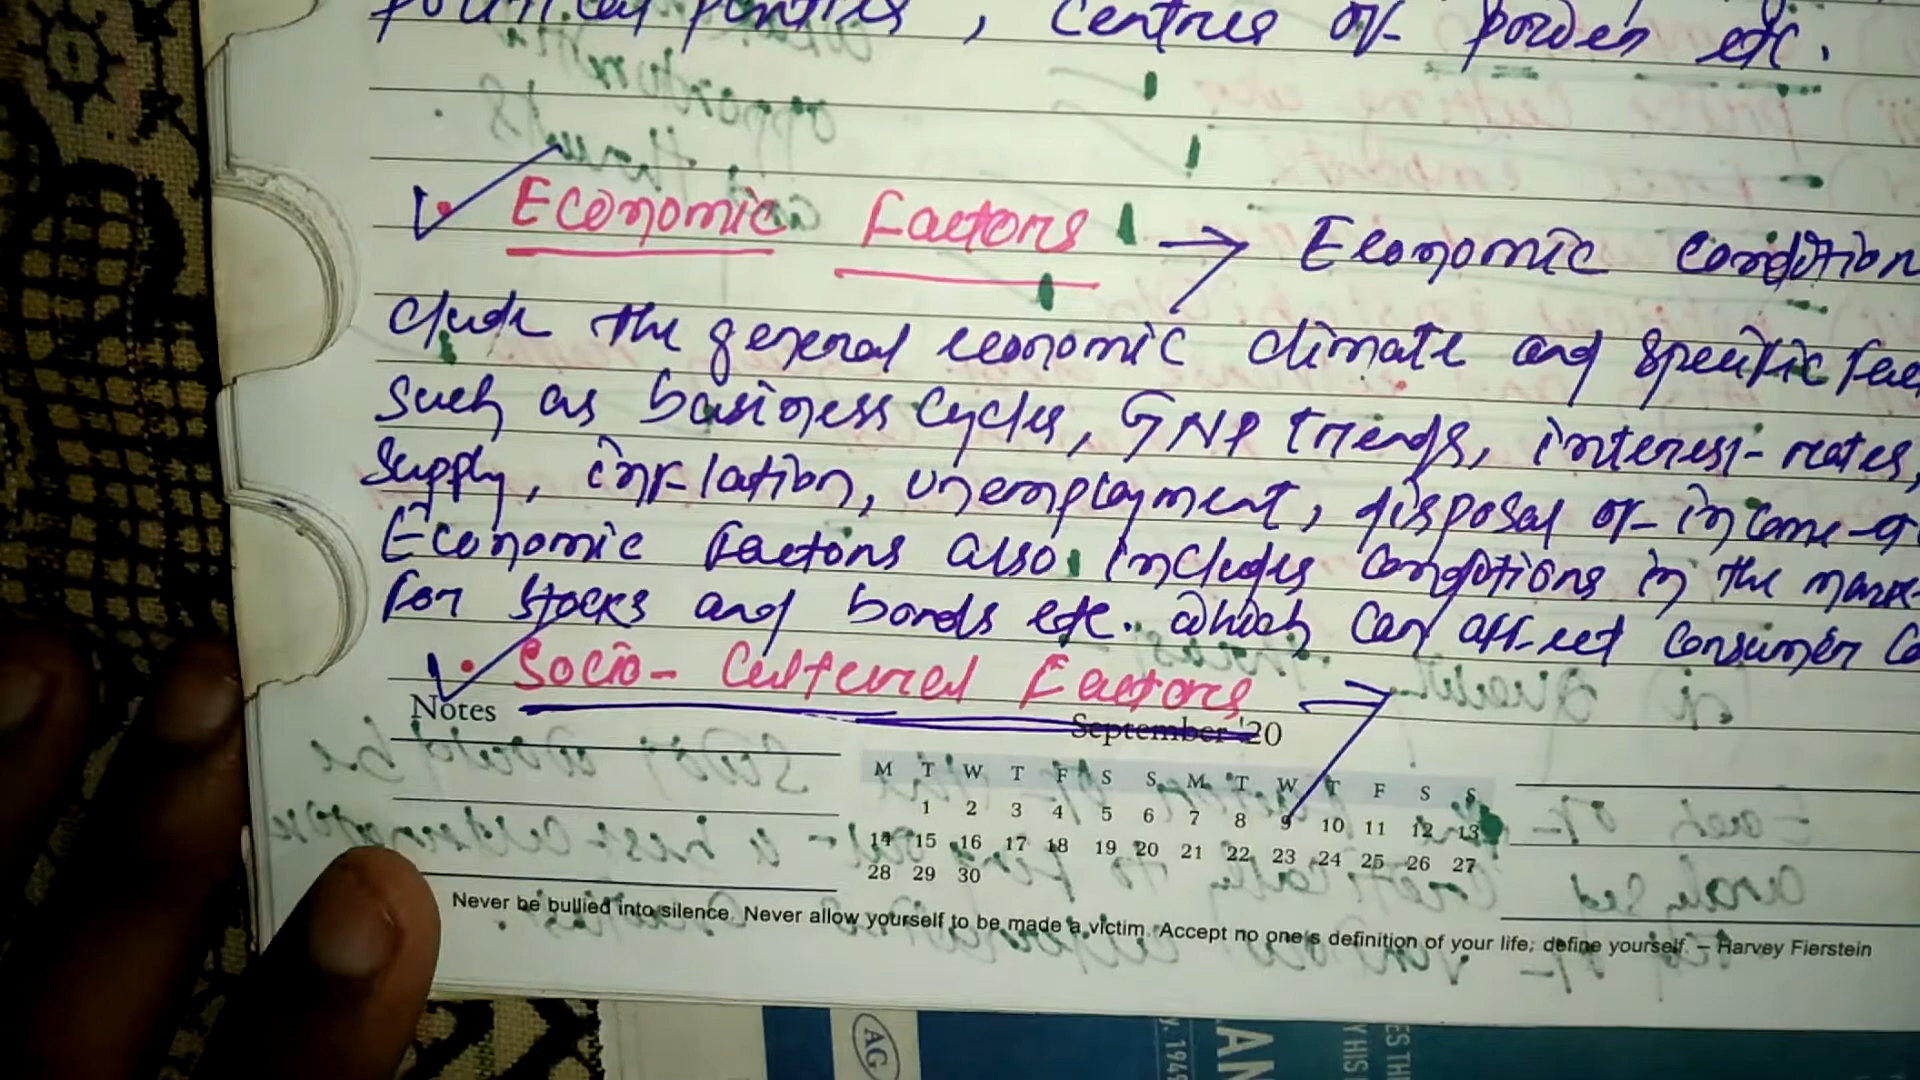 political parties, Centres of power etc.
• Economic Factors → Economic Condition
clude the general economic climate and specific fac
such as business cycles, GNP trends, interest-rates,
supply, inflation, unemployment, disposal of income
Economic Factors also includes Conditions in the mark
for stocks and bonds etc. which can affect consumer Co
• Socio-Cultural Factors →
Notes
September '20
M T W T F S S M T W T F S S
1 2 3 4 5 6 7 8 9 10 11 12 13
14 15 16 17 18 19 20 21 22 23 24 25 26 27
28 29 30
Never be bullied into silence. Never allow yourself to be made a victim. Accept no one's definition of your life; define yourself. – Harvey Fierstein
AG
AN